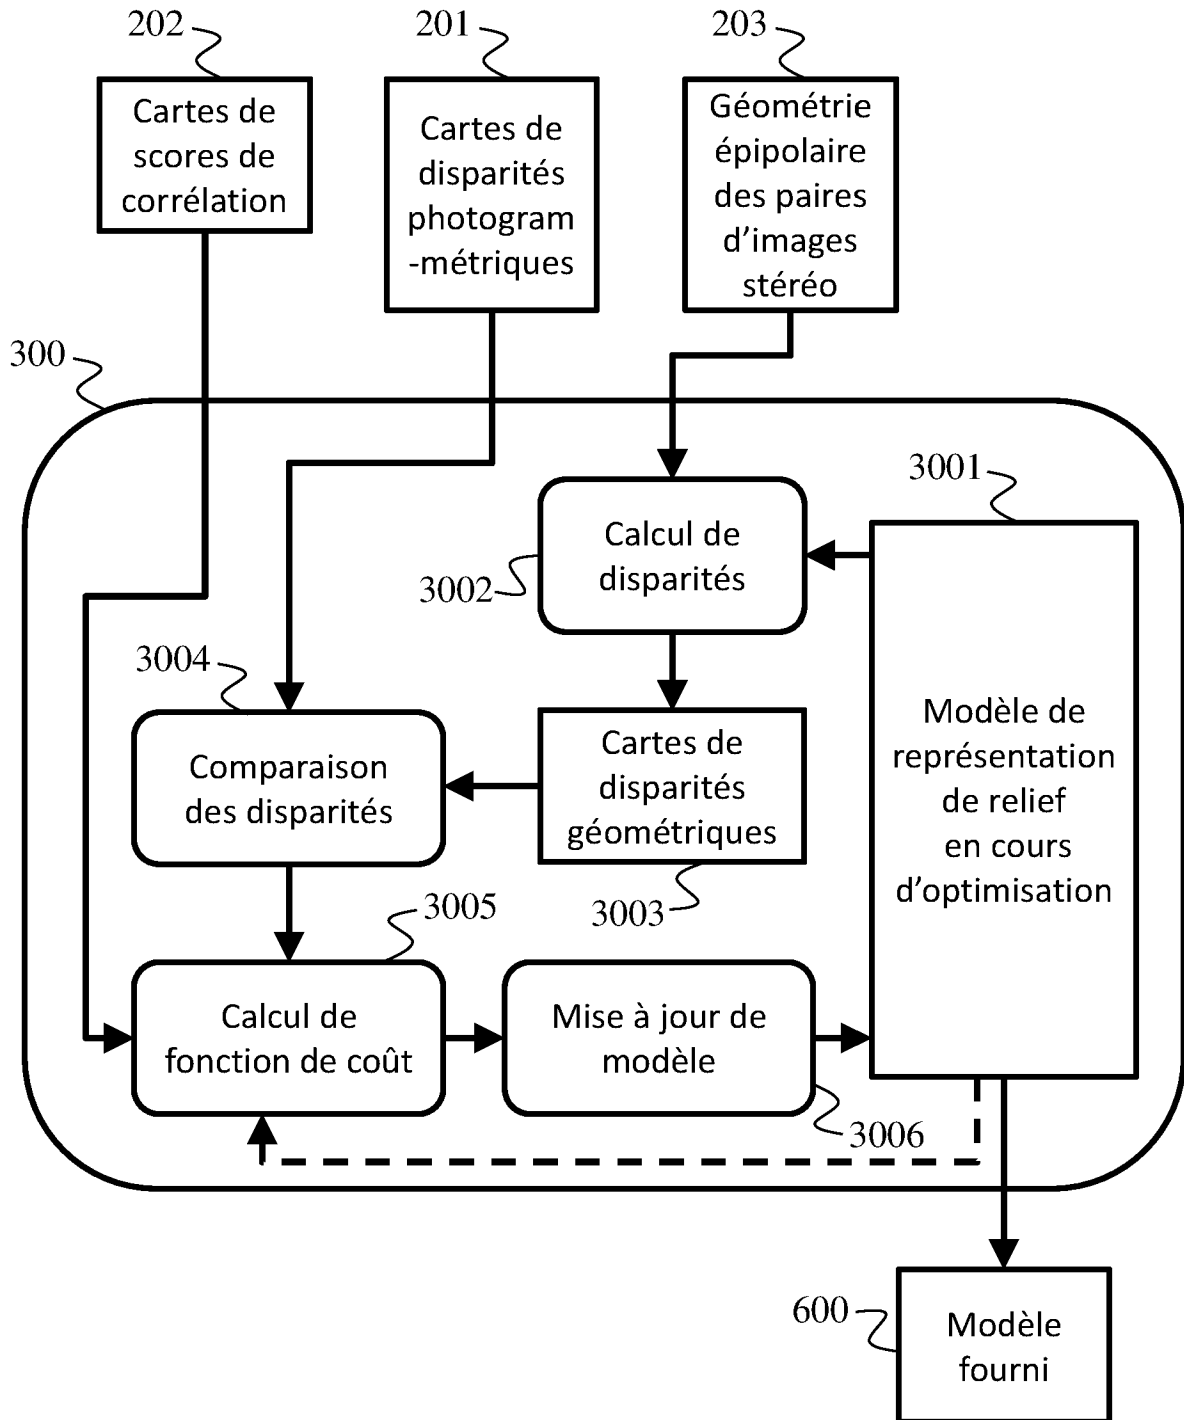 202
201
203
Cartes de
scores de
corrélation
Cartes de
disparités
photogram
-métriques
Géométrie
épipolaire
des paires
d’images
stéréo
300
3001
Calcul de
disparités
3002
3004
Comparaison
des disparités
Cartes de
disparités
géométriques
3003
Modèle de
représentation
de relief
en cours
d’optimisation
3005
Calcul de
fonction de coût
Mise à jour de
modèle
3006
600
Modèle
fourni